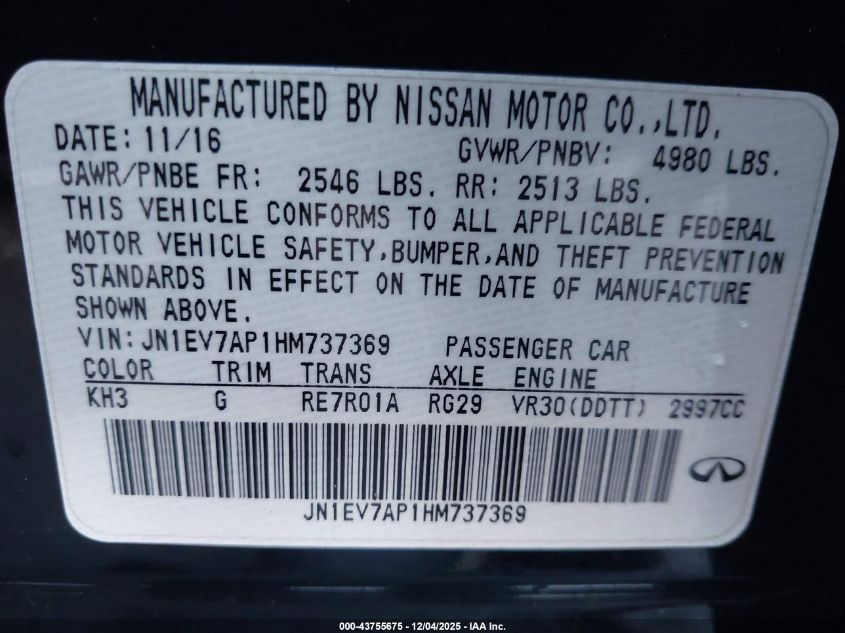 MANUFACTURED BY NISSAN MOTOR CO.,LTD.
DATE: 11/16 GVWR/PNBV: 4980 LBS.
GAWR/PNBE FR: 2546 LBS. RR: 2513 LBS.
THIS VEHICLE CONFORMS TO ALL APPLICABLE FEDERAL
MOTOR VEHICLE SAFETY,BUMPER,AND THEFT PREVENTION
STANDARDS IN EFFECT ON THE DATE OF MANUFACTURE
SHOWN ABOVE.
VIN:JN1EV7AP1HM737369 PASSENGER CAR
COLOR TRIM TRANS AXLE ENGINE
KH3 G RE7R01A RG29 VR30(DDTT) 2997CC
JN1EV7AP1HM737369
000-43755675 - 12/04/2025 - IAA Inc.